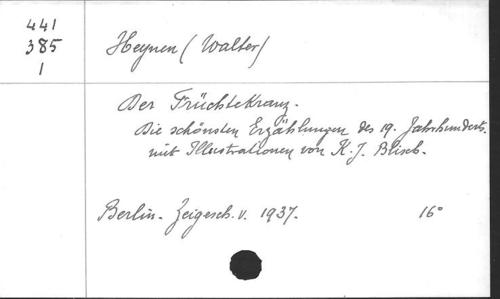 441
385
1
Heynen (Walter)
Der Früchtekranz.
Die schönsten Erzählungen des 19. Jahrhunderts.
mit Illustrationen von K. J. Blisch.
Berlin. Zeigesch. V. 1937. 16°